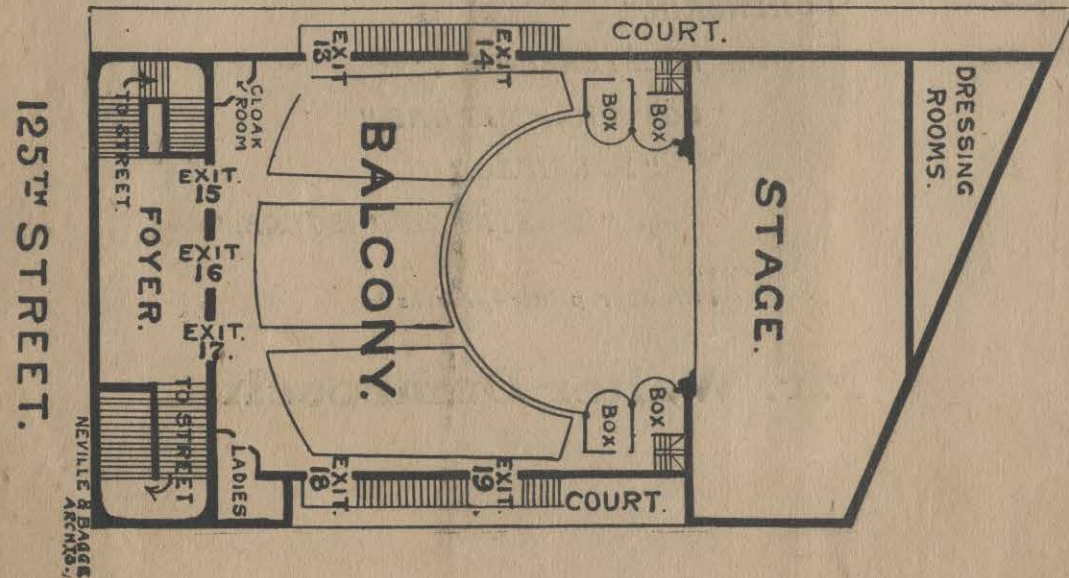 COURT.
EXIT
13
EXIT
14
CLOAK
ROOM
TO STREET.
EXIT.
15
EXIT.
16
EXIT.
17.
FOYER.
BALCONY.
BOX
BOX
STAGE.
DRESSING
ROOMS.
BOX
BOX
TO STREET
LADIES
EXIT.
18
EXIT.
19
COURT.
125TH STREET.
NEVILLE & BAGGE
ARCHTS.,